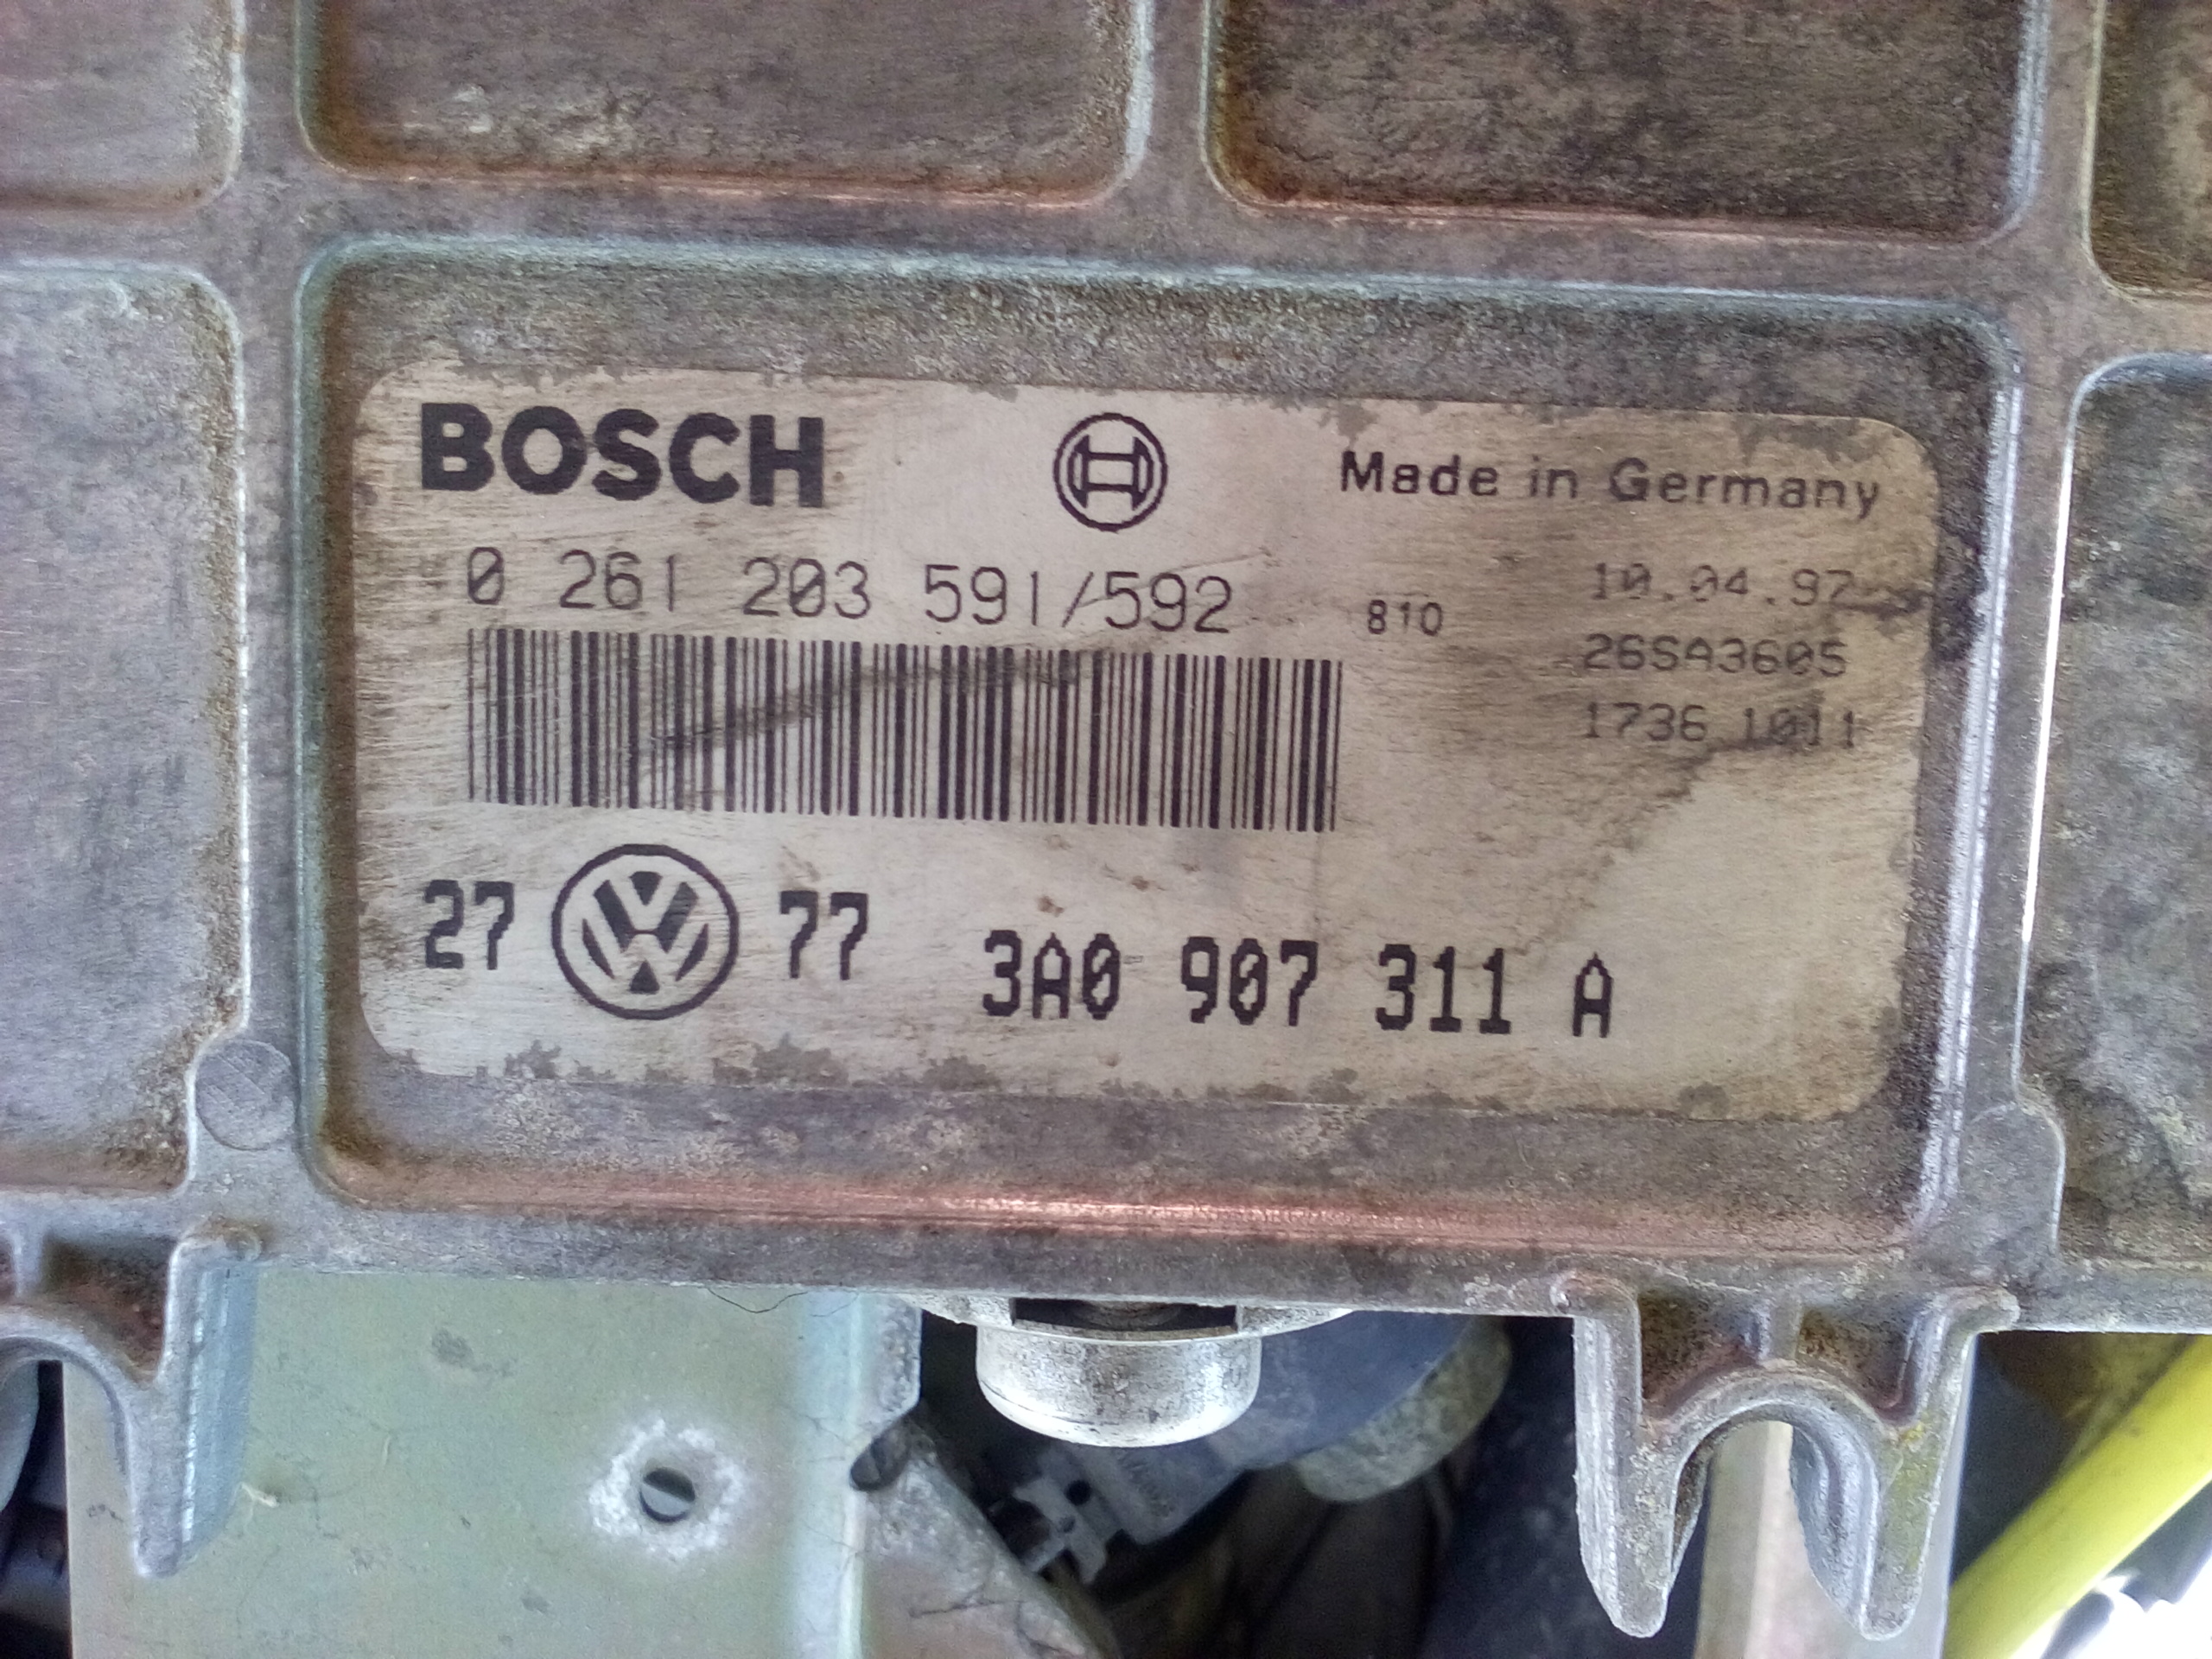 BOSCH Made in Germany
0 261 203 591/592 810 10.04.97
26SA3605
1736 1011
27 77 3A0 907 311 A